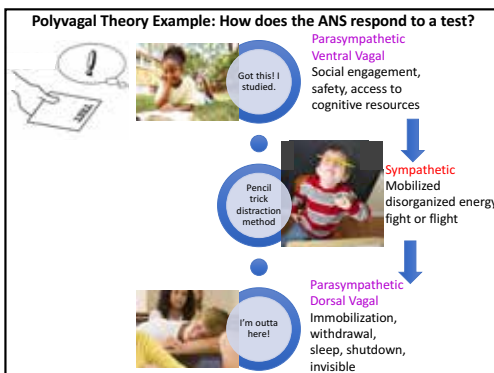 Polyvagal Theory Example: How does the ANS respond to a test?
Parasympathetic
Ventral Vagal
Social engagement,
safety, access to
cognitive resources
Got this! I
studied.
!
TEST
Sympathetic
Mobilized
disorganized energy
fight or flight
Pencil
trick
distraction
method
Parasympathetic
Dorsal Vagal
Immobilization,
withdrawal,
sleep, shutdown,
invisible
I'm outta
here!